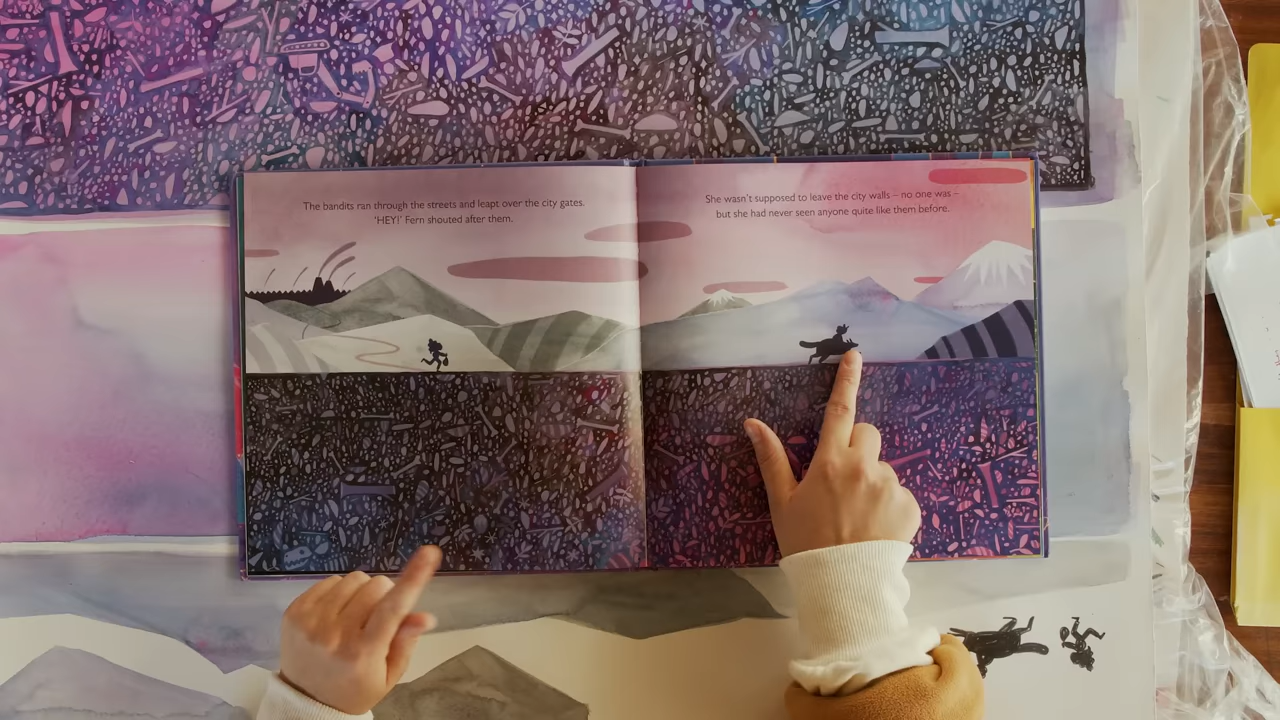 The bandits ran through the streets and leapt over the city gates.
‘HEY!’ Fern shouted after them.
She wasn’t supposed to leave the city walls – no one was –
but she had never seen anyone quite like them before.